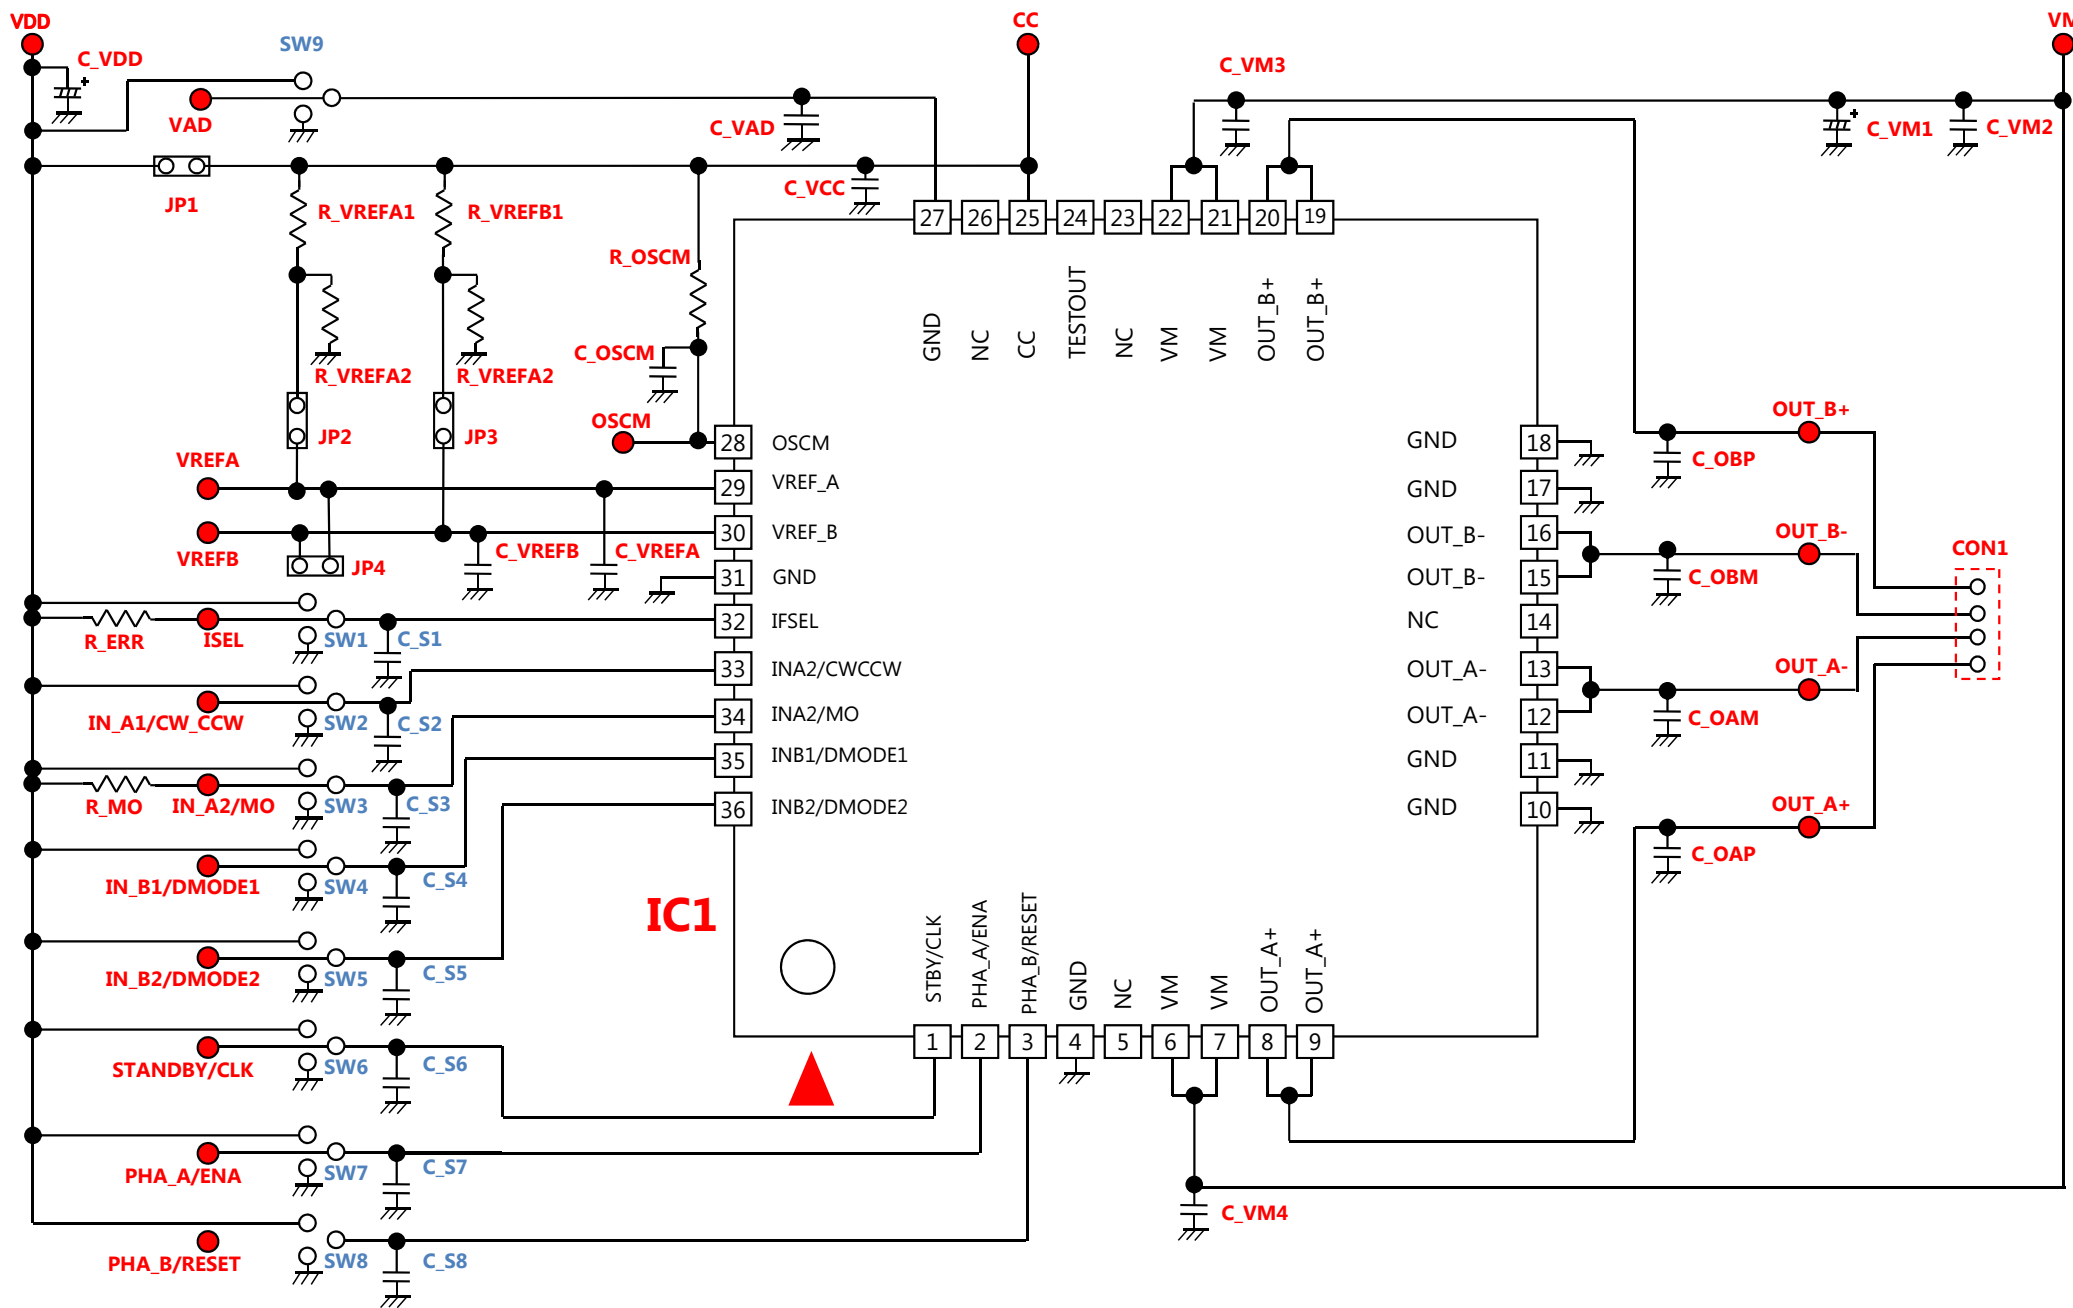 VDD
CC
VM
SW9
C_VDD
C_VM3
VAD
C_VAD
C_VM1
C_VM2
C_VCC
JP1
R_VREFA1
R_VREFB1
27
26
25
24
23
22
21
20
19
R_OSCM
GND
NC
CC
TESTOUT
NC
VM
VM
OUT_B+
OUT_B+
C_OSCM
R_VREFA2
R_VREFA2
JP2
JP3
OSCM
28
OSCM
GND
18
OUT_B+
C_OBP
VREFA
29
VREF_A
GND
17
VREFB
30
VREF_B
OUT_B-
16
OUT_B-
CON1
C_VREFB
C_VREFA
JP4
31
GND
OUT_B-
15
C_OBM
R_ERR
ISEL
SW1
C_S1
32
IFSEL
NC
14
33
INA2/CWCCW
OUT_A-
13
OUT_A-
IN_A1/CW_CCW
SW2
C_S2
34
INA2/MO
OUT_A-
12
C_OAM
35
INB1/DMODE1
GND
11
R_MO
IN_A2/MO
SW3
C_S3
36
INB2/DMODE2
GND
10
OUT_A+
C_OAP
IN_B1/DMODE1
SW4
C_S4
IC1
IN_B2/DMODE2
SW5
C_S5
STBY/CLK
PHA_A/ENA
PHA_B/RESET
GND
NC
VM
VM
OUT_A+
OUT_A+
1
2
3
4
5
6
7
8
9
STANDBY/CLK
SW6
C_S6
PHA_A/ENA
SW7
C_S7
C_VM4
PHA_B/RESET
SW8
C_S8